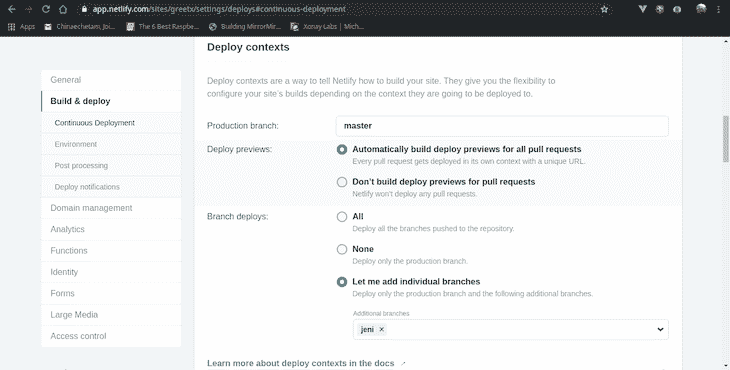 app.netlify.com/sites/greetx/settings/deploys#continuous-deployment
Apps
Chinaechetam, Joi...
The 6 Best Raspbe...
'Building MirrorMir...
Xonay Labs | Mich...
Deploy contexts
Deploy contexts are a way to tell Netlify how to build your site. They give you the flexibility to
configure your site's builds depending on the context they are going to be deployed to.
General
Build & deploy
Continuous Deployment
Environment
Post processing
Deploy notifications
Domain management
Analytics
Functions
Identity
Forms
Large Media
Access control
Production branch:
master
Deploy previews:
Automatically build deploy previews for all pull requests
Every pull request gets deployed in its own context with a unique URL.
Don't build deploy previews for pull requests
Netlify won't deploy any pull requests.
Branch deploys:
All
Deploy all the branches pushed to the repository.
None
Deploy only the production branch.
Let me add individual branches
Deploy only the production branch and the following additional branches.
Additional branches
jeni ×
Learn more about deploy contexts in the docs